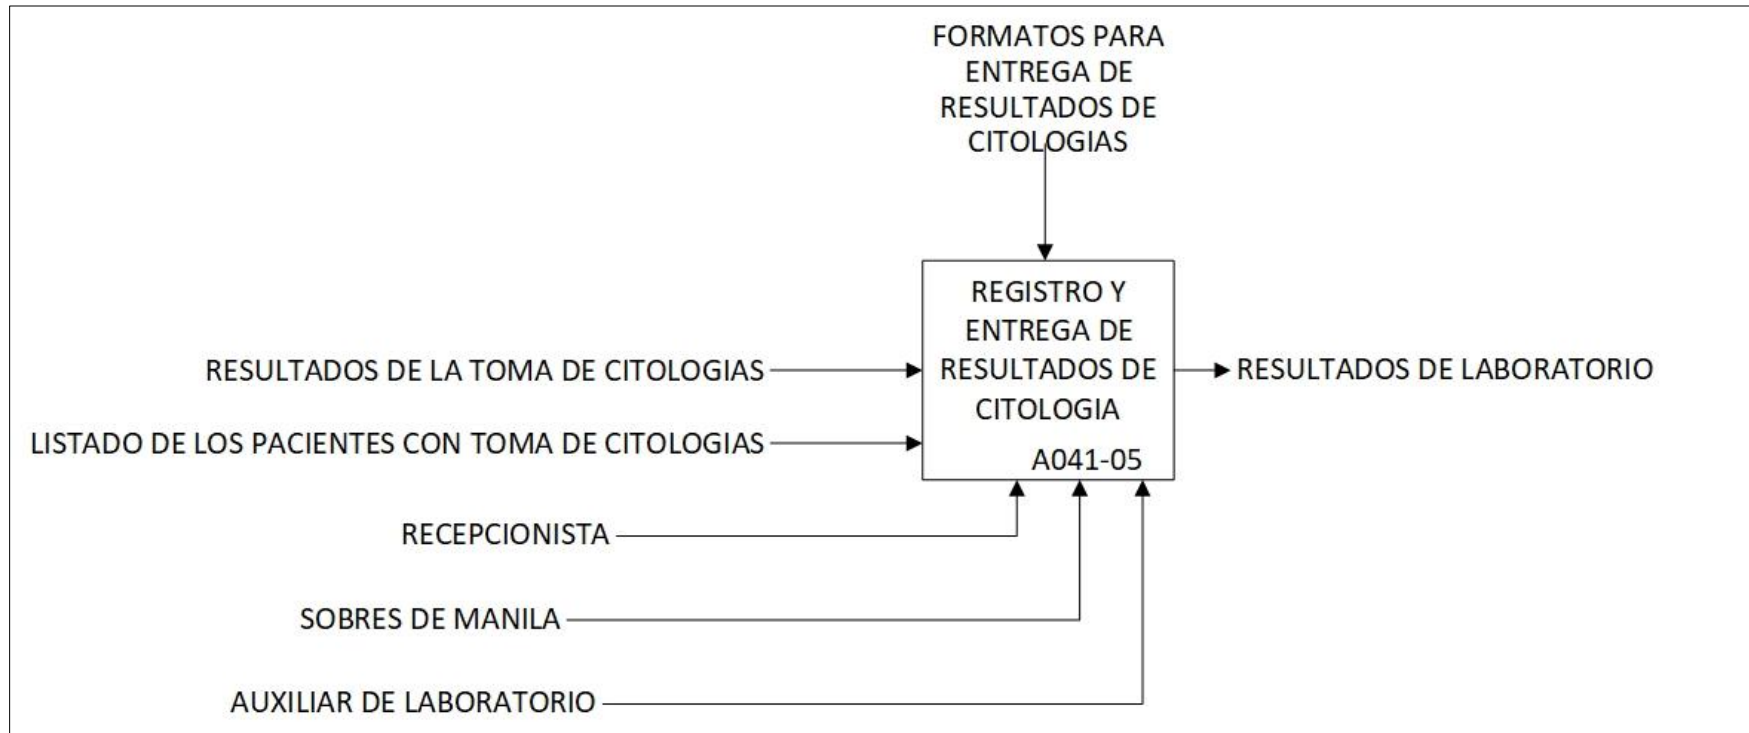 FORMATOS PARA
ENTREGA DE
RESULTADOS DE
CITOLOGIAS
REGISTRO Y
ENTREGA DE
RESULTADOS DE
CITOLOGIA
A041-05
RESULTADOS DE LA TOMA DE CITOLOGIAS
RESULTADOS DE LABORATORIO
LISTADO DE LOS PACIENTES CON TOMA DE CITOLOGIAS
RECEPCIONISTA
SOBRES DE MANILA
AUXILIAR DE LABORATORIO